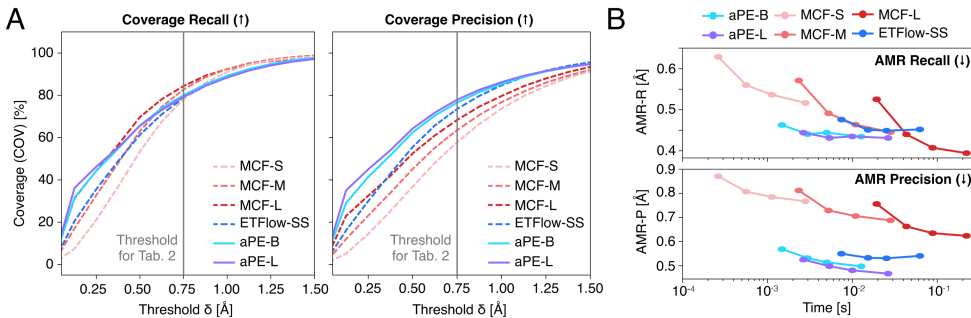 A
Coverage Recall (↑)
Coverage Precision (↑)
Coverage (COV) [%]
100
80
60
40
20
0
MCF-S
MCF-M
MCF-L
ETFlow-SS
aPE-B
aPE-L
Threshold
for Tab. 2
0.25 0.50 0.75 1.00 1.25 1.50
Threshold δ [Å]
MCF-S
MCF-M
MCF-L
ETFlow-SS
aPE-B
aPE-L
Threshold
for Tab. 2
0.25 0.50 0.75 1.00 1.25 1.50
Threshold δ [Å]
B
aPE-B MCF-S MCF-L
aPE-L MCF-M ETFlow-SS
AMR Recall (↓)
AMR-R [Å]
0.6
0.5
0.4
AMR Precision (↓)
AMR-P [Å]
0.9
0.8
0.7
0.6
0.5
10⁻⁴ 10⁻³ 10⁻² 10⁻¹
Time [s]